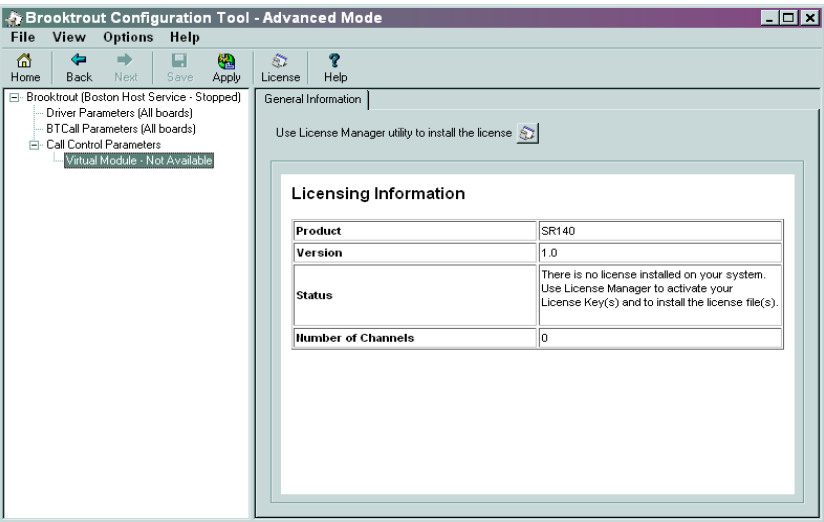 Brooktrout Configuration Tool - Advanced Mode
File View Options Help
Home Back Next Save Apply License Help
Brooktrout (Boston Host Service - Stopped)
Driver Parameters (All boards)
BTCall Parameters (All boards)
Call Control Parameters
Virtual Module - Not Available
General Information
Use License Manager utility to install the license
Licensing Information
Product SR140
Version 1.0
Status There is no license installed on your system.
Use License Manager to activate your
License Key(s) and to install the license file(s).
Number of Channels 0